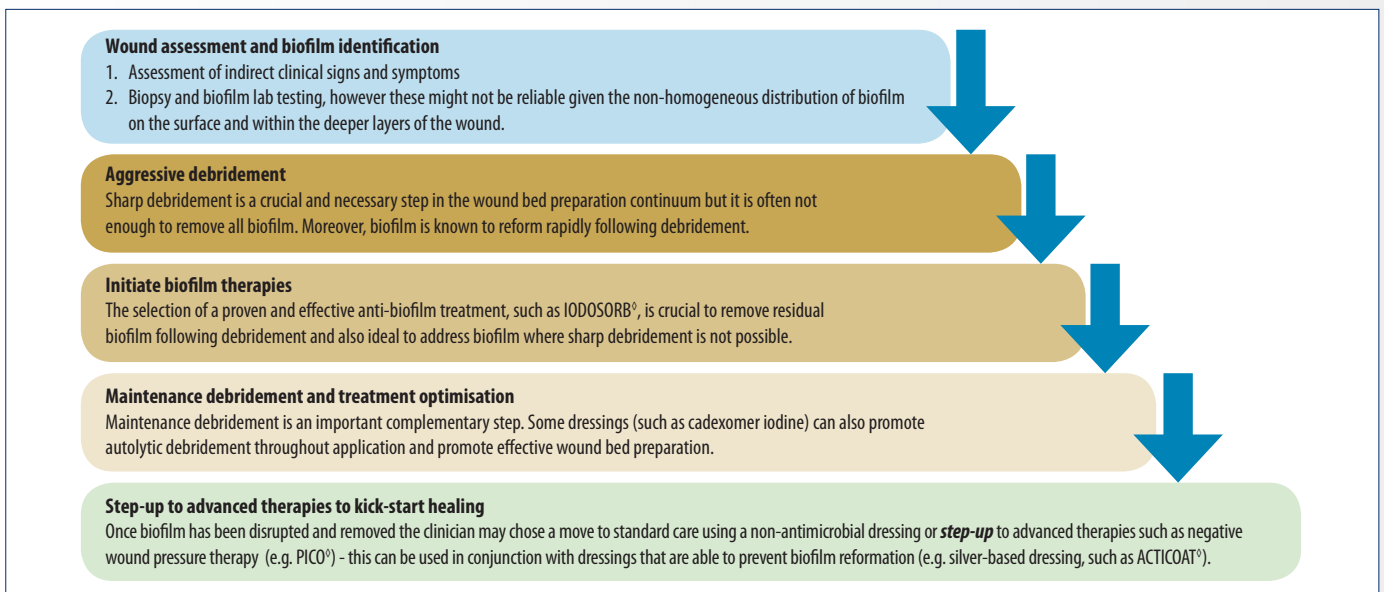 Wound assessment and biofilm identification
1. Assessment of indirect clinical signs and symptoms
2. Biopsy and biofilm lab testing, however these might not be reliable given the non-homogeneous distribution of biofilm
on the surface and within the deeper layers of the wound.
Aggressive debridement
Sharp debridement is a crucial and necessary step in the wound bed preparation continuum but it is often not
enough to remove all biofilm. Moreover, biofilm is known to reform rapidly following debridement.
Initiate biofilm therapies
The selection of a proven and effective anti-biofilm treatment, such as IODOSORB◊, is crucial to remove residual
biofilm following debridement and also ideal to address biofilm where sharp debridement is not possible.
Maintenance debridement and treatment optimisation
Maintenance debridement is an important complementary step. Some dressings (such as cadexomer iodine) can also promote
autolytic debridement throughout application and promote effective wound bed preparation.
Step-up to advanced therapies to kick-start healing
Once biofilm has been disrupted and removed the clinician may chose a move to standard care using a non-antimicrobial dressing or step-up to advanced therapies such as negative
wound pressure therapy (e.g. PICO◊) - this can be used in conjunction with dressings that are able to prevent biofilm reformation (e.g. silver-based dressing, such as ACTICOAT◊).